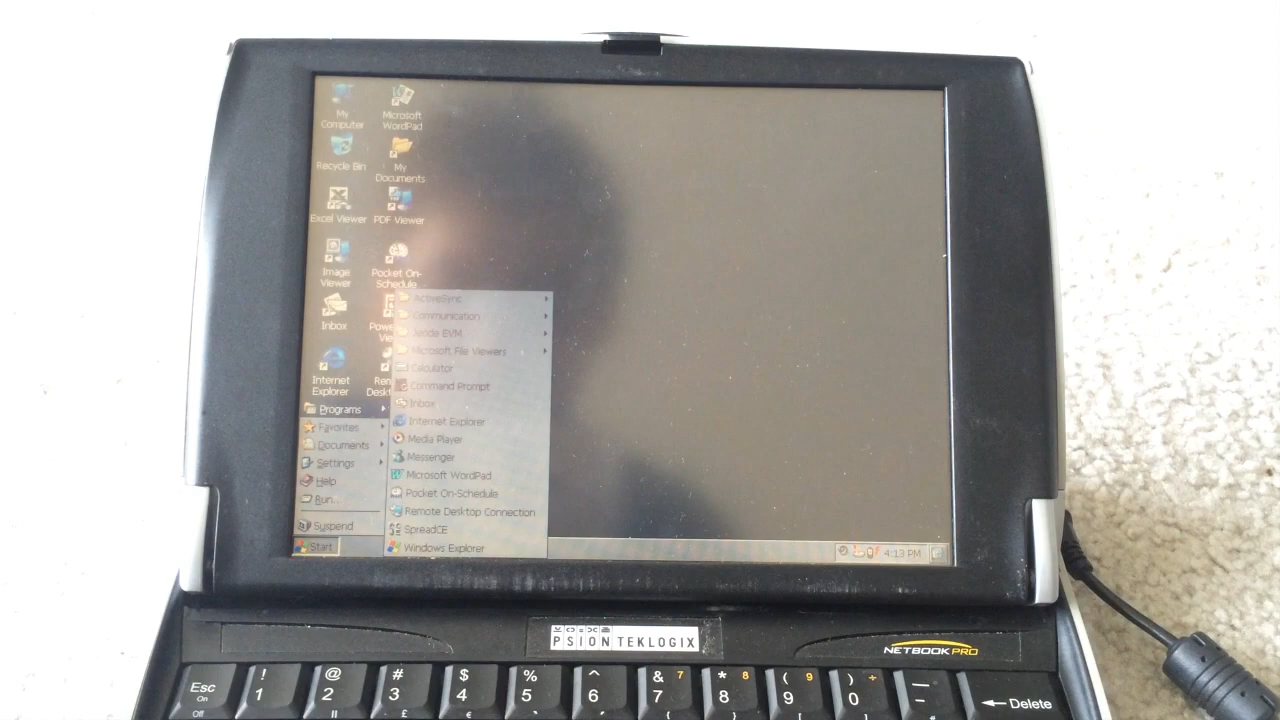 My
Computer
Microsoft
WordPad
Recycle Bin
My
Documents
Excel Viewer
PDF Viewer
Image
Viewer
Pocket On-
Schedule
Inbox
Internet
Explorer
ActiveSync
Communication
Jeode EVM
Microsoft File Viewers
Calculator
Command Prompt
Inbox
Internet Explorer
Media Player
Messenger
Microsoft WordPad
Pocket On-Schedule
Remote Desktop Connection
SpreadCE
Windows Explorer
Programs
Favorites
Documents
Settings
Help
Run...
Suspend
Start
4:13 PM
PSION TEKLOGIX
NETBOOK PRO
Esc
On
Off
! @ # $ % ^ & 7 * 8 ( 9 ) ÷ —
1 2 3 4 5 6 7 8 9 0 - Delete